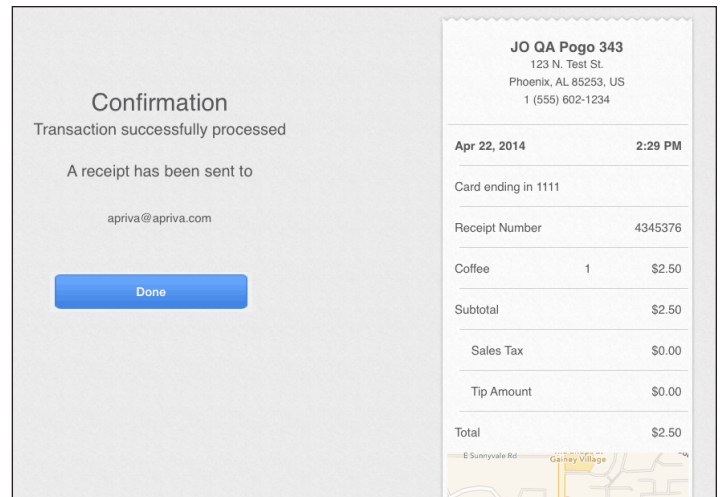 Confirmation
Transaction successfully processed
A receipt has been sent to
apriva@apriva.com
Done
JO QA Pogo 343
123 N. Test St.
Phoenix, AL 85253, US
1 (555) 602-1234
Apr 22, 2014 2:29 PM
Card ending in 1111
Receipt Number 4345376
Coffee 1 $2.50
Subtotal $2.50
Sales Tax $0.00
Tip Amount $0.00
Total $2.50
E Sunnyvale Rd
Gainey Village